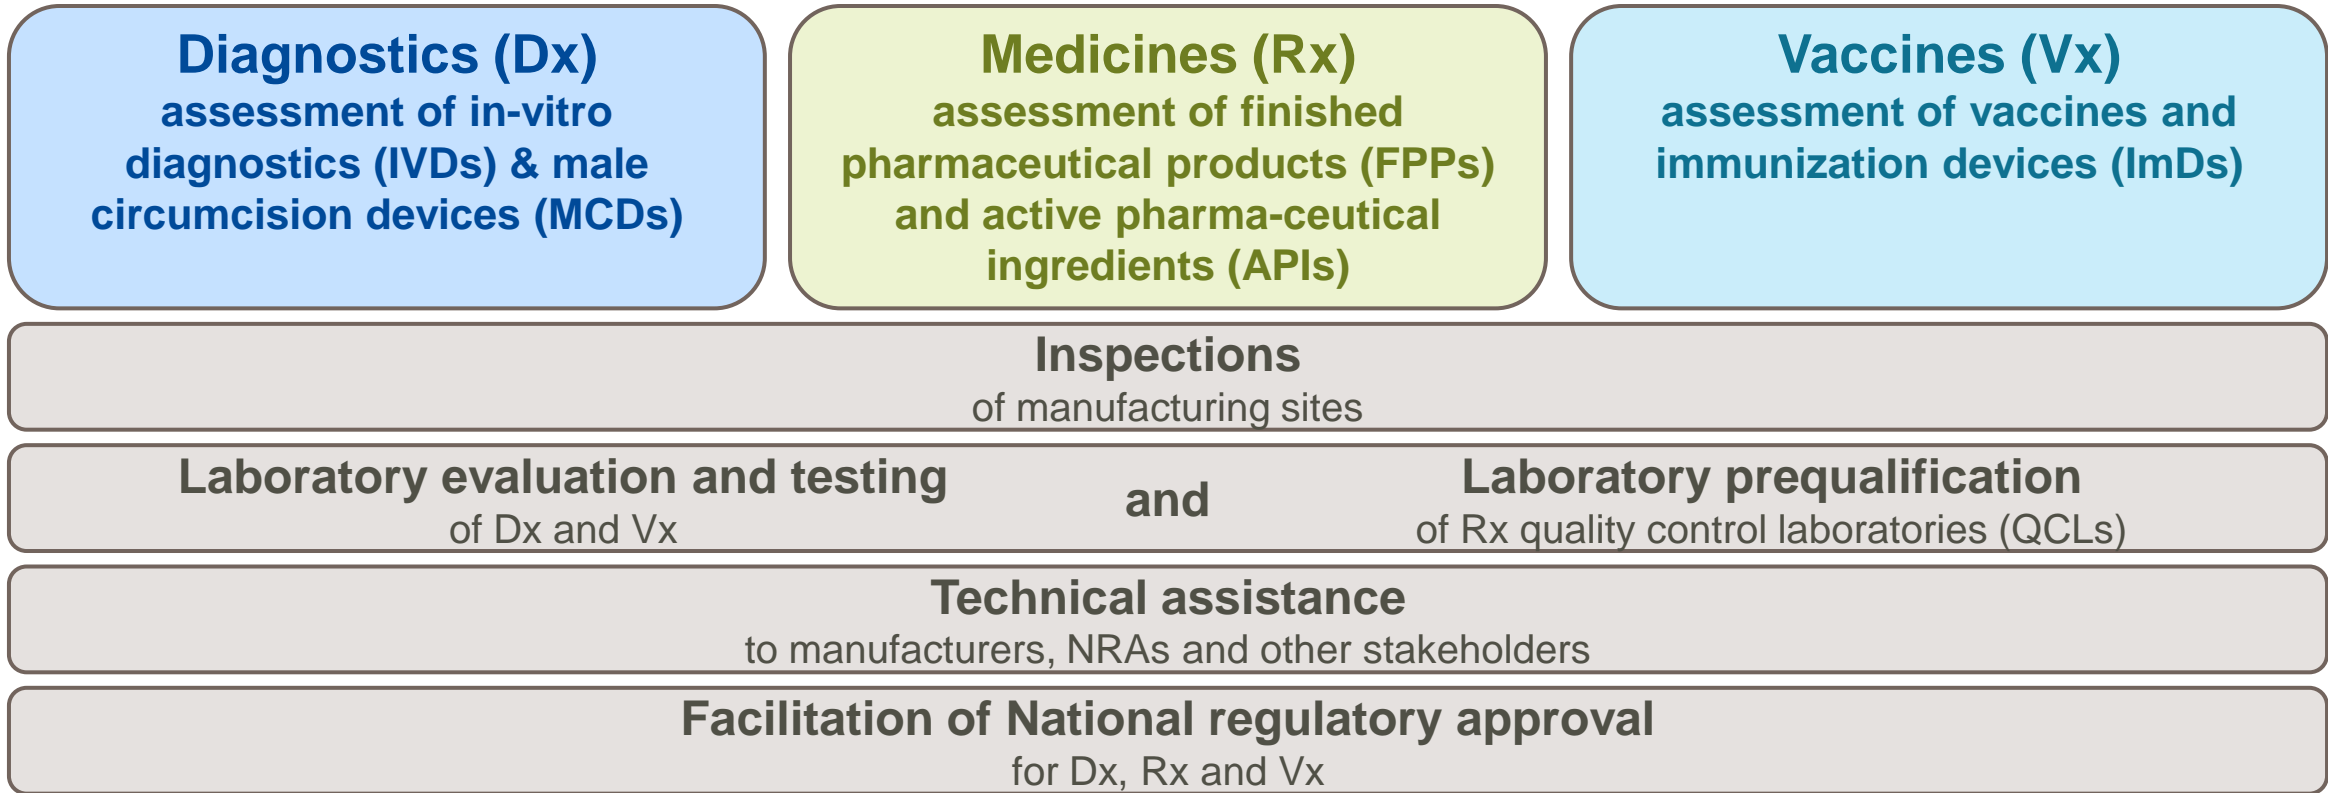 Diagnostics (Dx)
assessment of in-vitro
diagnostics (IVDs) & male
circumcision devices (MCDs)
Medicines (Rx)
assessment of finished
pharmaceutical products (FPPs)
and active pharma-ceutical
ingredients (APIs)
Vaccines (Vx)
assessment of vaccines and
immunization devices (ImDs)
Inspections
of manufacturing sites
Laboratory evaluation and testing
of Dx and Vx
and
Laboratory prequalification
of Rx quality control laboratories (QCLs)
Technical assistance
to manufacturers, NRAs and other stakeholders
Facilitation of National regulatory approval
for Dx, Rx and Vx